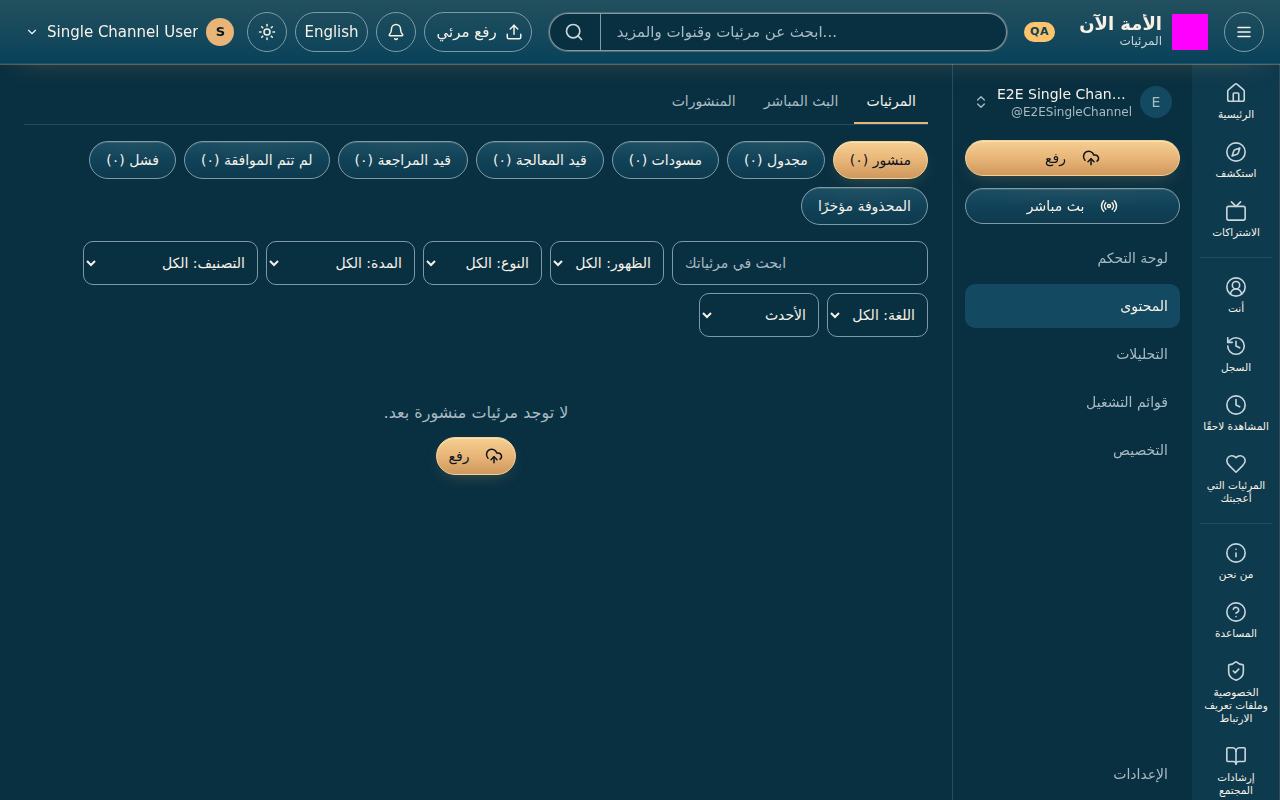 الأمة الآن
المرئيات
QA
ابحث عن مرئيات وقنوات والمزيد...
رفع مرئي
English
S
Single Channel User
الرئيسية
استكشف
الاشتراكات
أنت
السجل
المشاهدة لاحقًا
المرئيات التي
أعجبتك
من نحن
المساعدة
الخصوصية
وملفات تعريف
الارتباط
إرشادات
المجتمع
E
E2E Single Chan...
@E2ESingleChannel
رفع
بث مباشر
لوحة التحكم
المحتوى
التحليلات
قوائم التشغيل
التخصيص
الإعدادات
المرئيات
البث المباشر
المنشورات
منشور (٠)
مجدول (٠)
مسودات (٠)
قيد المعالجة (٠)
قيد المراجعة (٠)
لم تتم الموافقة (٠)
فشل (٠)
المحذوفة مؤخرًا
ابحث في مرئياتك
الظهور: الكل
النوع: الكل
المدة: الكل
التصنيف: الكل
اللغة: الكل
الأحدث
لا توجد مرئيات منشورة بعد.
رفع